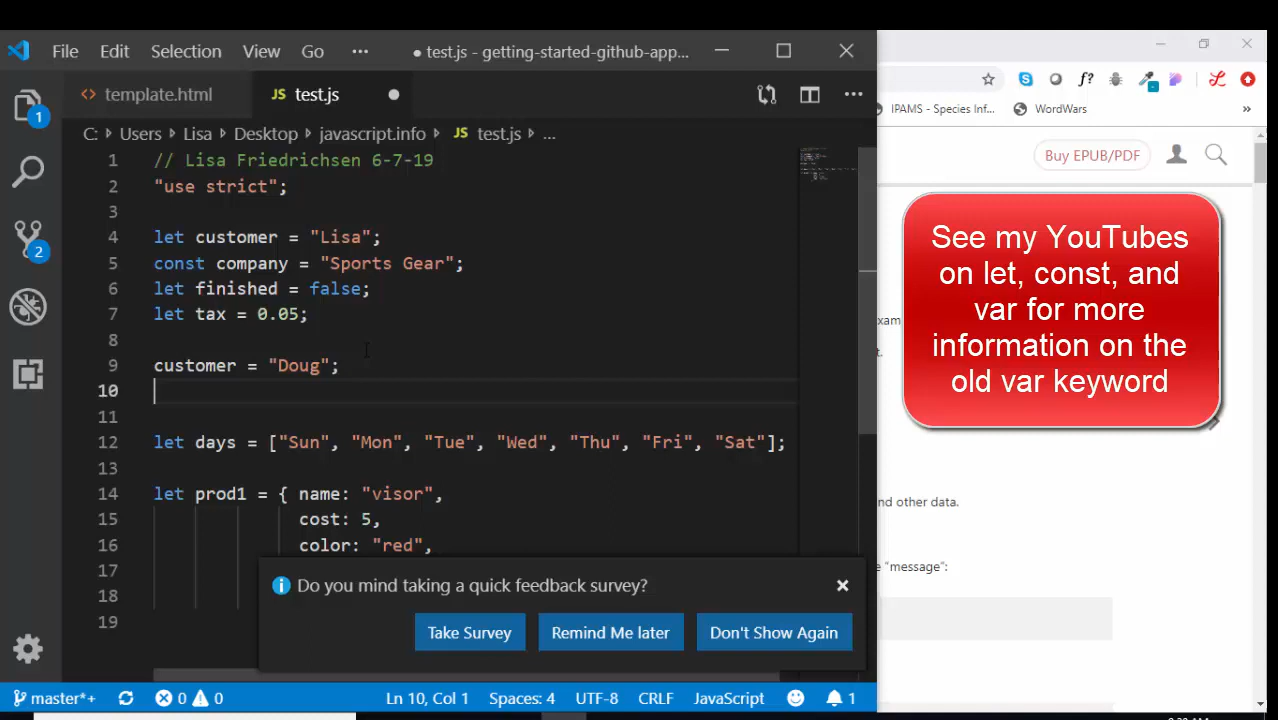 File Edit Selection View Go ••• ● test.js - getting-started-github-app...
<> template.html
JS test.js ●
C: Users Lisa Desktop javascript.info JS test.js ...
1 // Lisa Friedrichsen 6-7-19
2 "use strict";
3
4 let customer = "Lisa";
5 const company = "Sports Gear";
6 let finished = false;
7 let tax = 0.05;
8
9 customer = "Doug";
10
11
12 let days = ["Sun", "Mon", "Tue", "Wed", "Thu", "Fri", "Sat"];
13
14 let prod1 = { name: "visor",
15 cost: 5,
16 color: "red",
17
18
19
1
2
Do you mind taking a quick feedback survey?
Take Survey Remind Me later Don't Show Again
master*+ 0 0 Ln 10, Col 1 Spaces: 4 UTF-8 CRLF JavaScript 1
f?
IPAMS - Species Inf... WordWars »
Buy EPUB/PDF
See my YouTubes
on let, const, and
var for more
information on the
old var keyword
and other data.
"message":